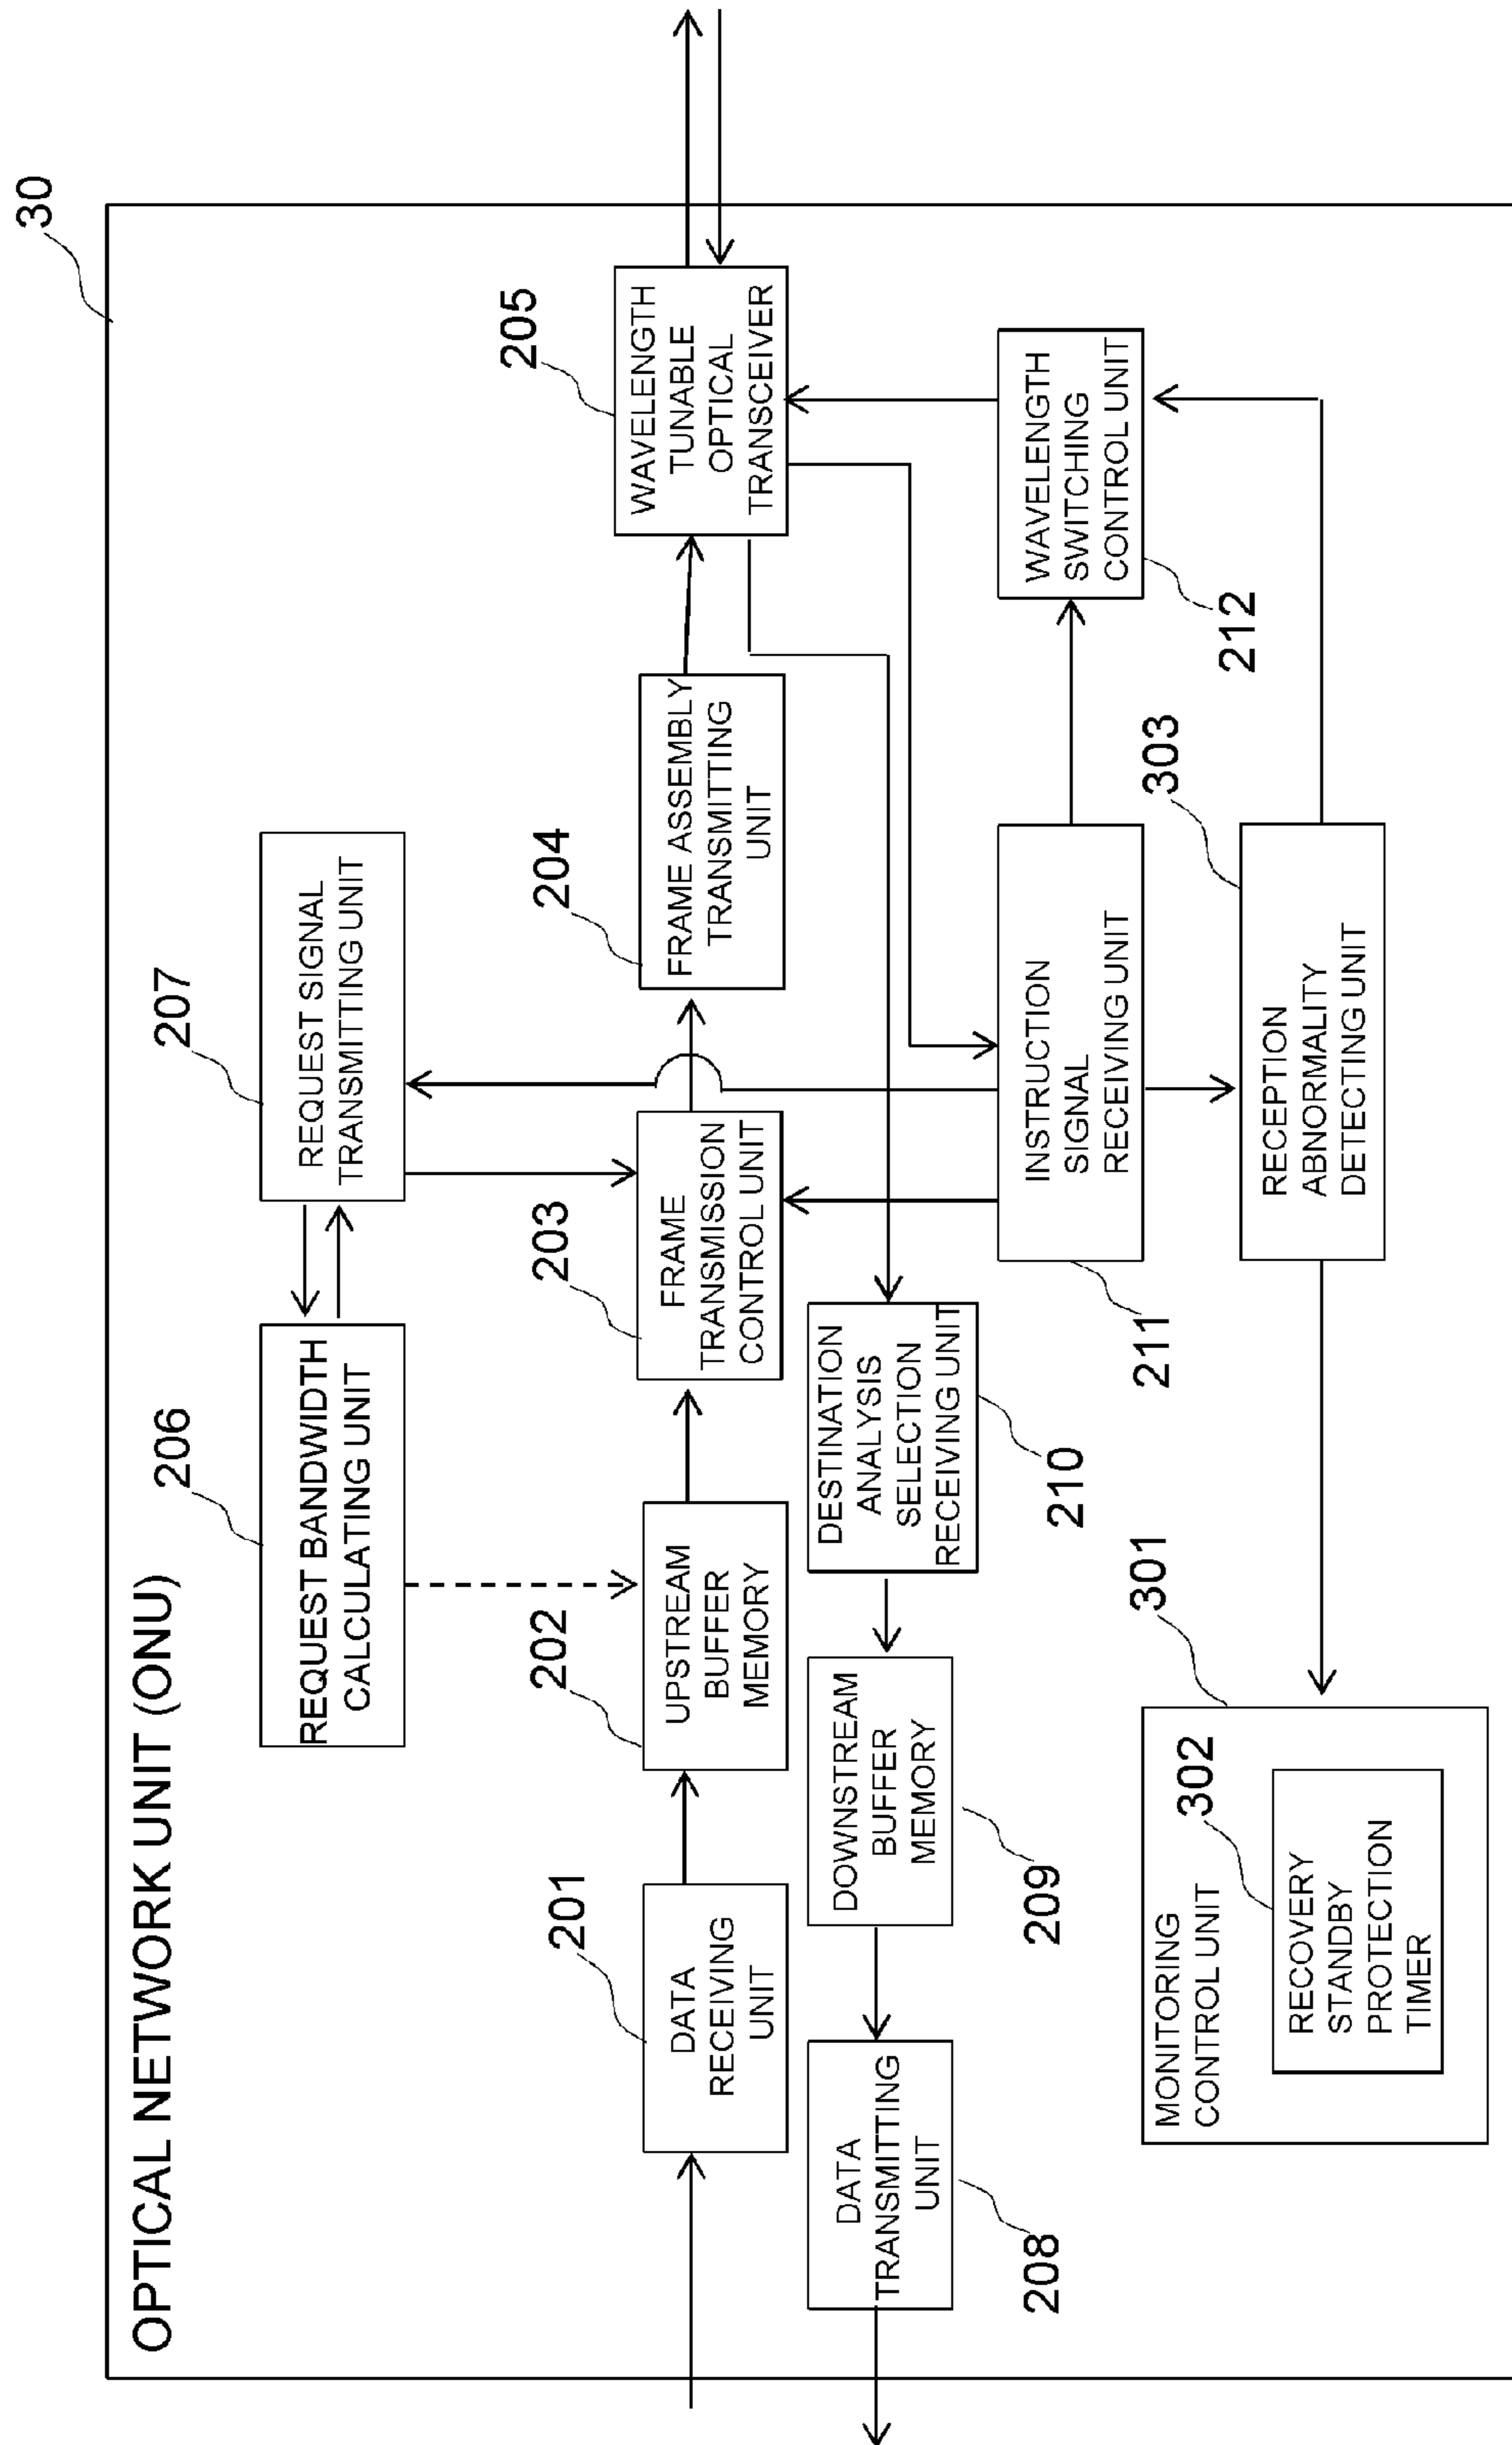 30
OPTICAL NETWORK UNIT (ONU)
206
REQUEST BANDWIDTH
CALCULATING UNIT
207
REQUEST SIGNAL
TRANSMITTING UNIT
201
DATA
RECEIVING
UNIT
202
UPSTREAM
BUFFER
MEMORY
203
FRAME
TRANSMISSION
CONTROL UNIT
204
FRAME ASSEMBLY
TRANSMITTING
UNIT
205
WAVELENGTH
TUNABLE
OPTICAL
TRANSCEIVER
DATA
TRANSMITTING
UNIT
208
DOWNSTREAM
BUFFER
MEMORY
209
DESTINATION
ANALYSIS
SELECTION
RECEIVING UNIT
210
INSTRUCTION
SIGNAL
RECEIVING UNIT
211
WAVELENGTH
SWITCHING
CONTROL UNIT
212
301
MONITORING
CONTROL UNIT
302
RECOVERY
STANDBY
PROTECTION
TIMER
303
RECEPTION
ABNORMALITY
DETECTING UNIT